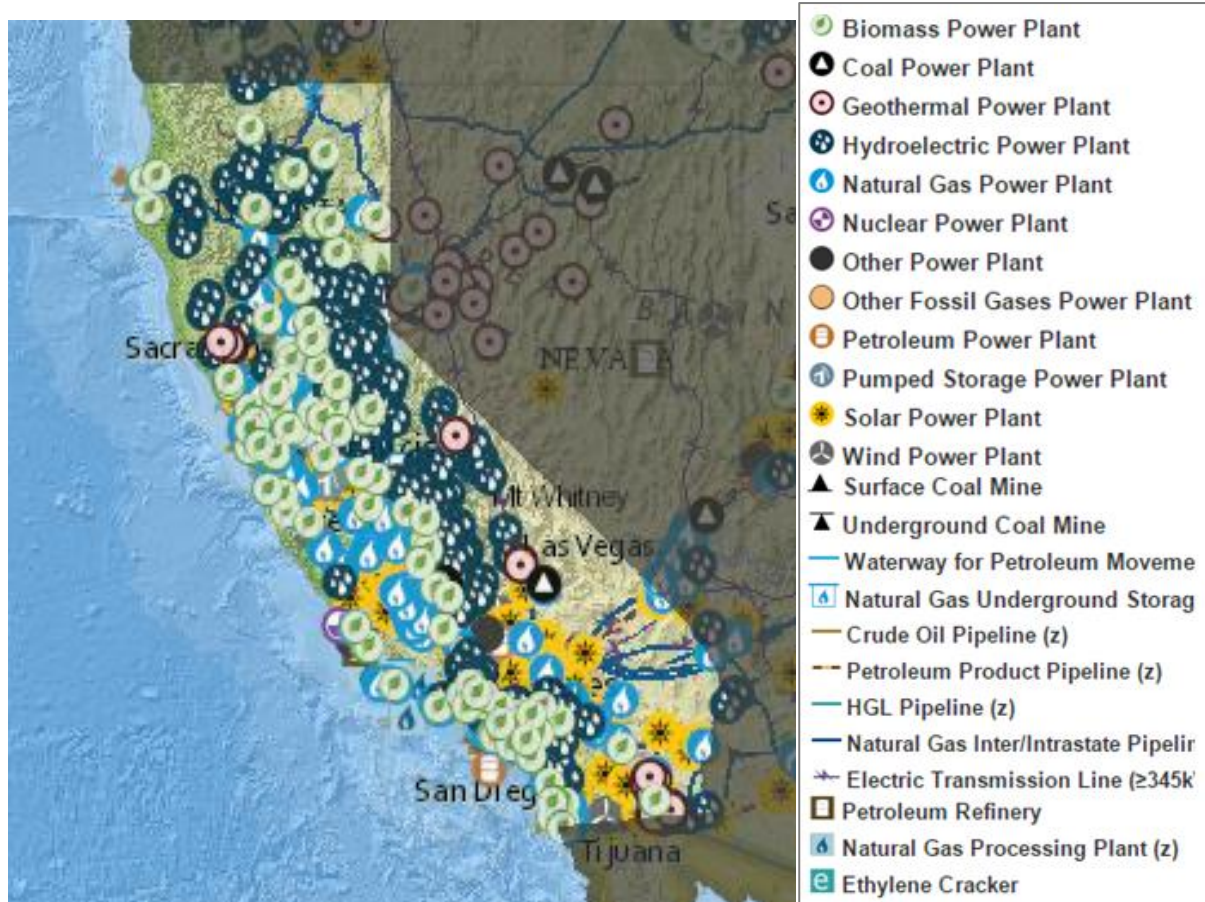 Sacra
NEVA A
Mt Whitney
Las Vegas
San Dieg
Tijuana
Biomass Power Plant
Coal Power Plant
Geothermal Power Plant
Hydroelectric Power Plant
Natural Gas Power Plant
Nuclear Power Plant
Other Power Plant
Other Fossil Gases Power Plant
Petroleum Power Plant
Pumped Storage Power Plant
Solar Power Plant
Wind Power Plant
Surface Coal Mine
Underground Coal Mine
Waterway for Petroleum Moveme
Natural Gas Underground Storag
Crude Oil Pipeline (z)
Petroleum Product Pipeline (z)
HGL Pipeline (z)
Natural Gas Inter/Intrastate Pipelin
Electric Transmission Line (≥345k
Petroleum Refinery
Natural Gas Processing Plant (z)
Ethylene Cracker